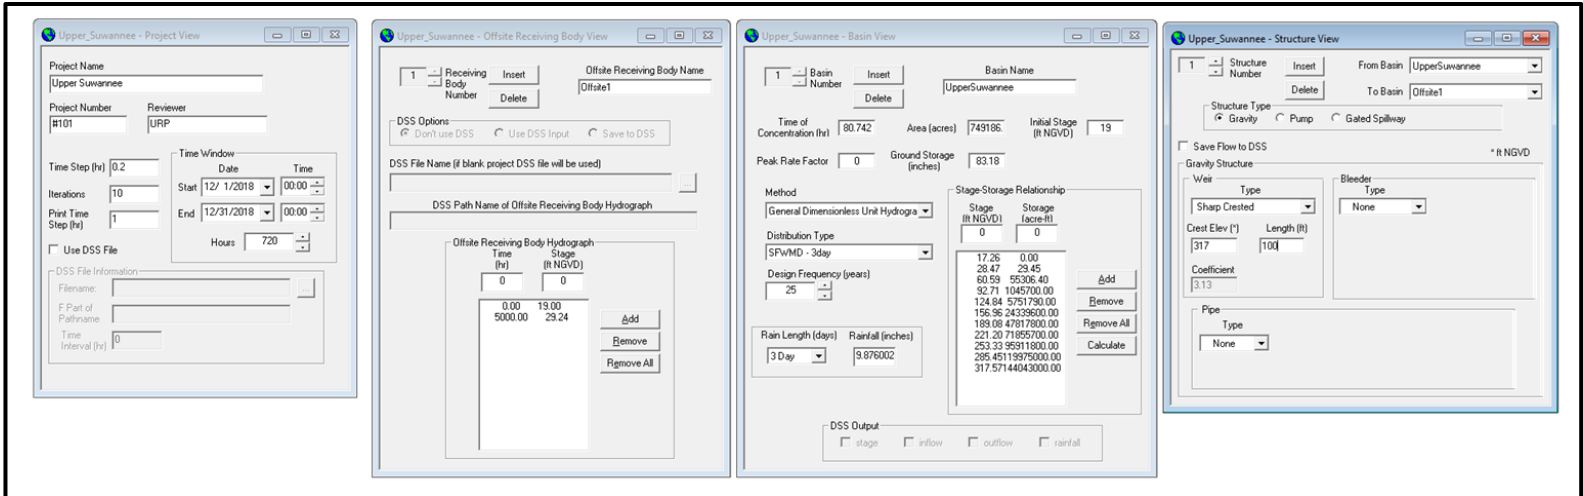 Upper_Suwannee - Project View
Project Name
Upper Suwannee
Project Number Reviewer
#101 URP
Time Step (hr) 0.2
Iterations 10
Print Time
Step (hr) 1
Use DSS File
Time Window
Date Time
Start 12/ 1/2018 00:00
End 12/31/2018 00:00
Hours 720
DSS File Information
Filename: ...
F Part of
Pathname
Time
Interval (hr) 0
Upper_Suwannee - Offsite Receiving Body View
1 Receiving
Body
Number
Insert
Delete
Offsite Receiving Body Name
Offsite1
DSS Options
Don't use DSS Use DSS Input Save to DSS
DSS File Name (if blank project DSS file will be used)
...
DSS Path Name of Offsite Receiving Body Hydrograph
Offsite Receiving Body Hydrograph
Time Stage
(hr) (ft NGVD)
0 0
0.00 19.00
5000.00 29.24
Add
Remove
Remove All
Upper_Suwannee - Basin View
1 Basin
Number
Insert
Delete
Basin Name
UpperSuwannee
Time of
Concentration (hr) 80.742
Area (acres) 749186.
Initial Stage
(ft NGVD) 19
Peak Rate Factor 0
Ground Storage
(inches) 83.18
Method
General Dimensionless Unit Hydrogra
Distribution Type
SFWMD - 3day
Design Frequency (years)
25
Rain Length (days) Rainfall (inches)
3 Day 9.876002
Stage-Storage Relationship
Stage Storage
(ft NGVD) (acre-ft)
0 0
17.26 0.00
28.47 29.45
60.59 55306.40
92.71 1045700.00
124.84 5751790.00
156.96 24339600.00
189.08 47817800.00
221.20 71855700.00
253.33 95911800.00
285.45119975000.00
317.57144043000.00
Add
Remove
Remove All
Calculate
DSS Output
stage inflow outflow rainfall
Upper_Suwannee - Structure View
1 Structure
Number
Insert
Delete
From Basin UpperSuwannee
To Basin Offsite1
Structure Type
Gravity Pump Gated Spillway
Save Flow to DSS
* ft NGVD
Gravity Structure
Weir
Type
Sharp Crested
Crest Elev (*) Length (ft)
317 100
Coefficient
3.13
Bleeder
Type
None
Pipe
Type
None